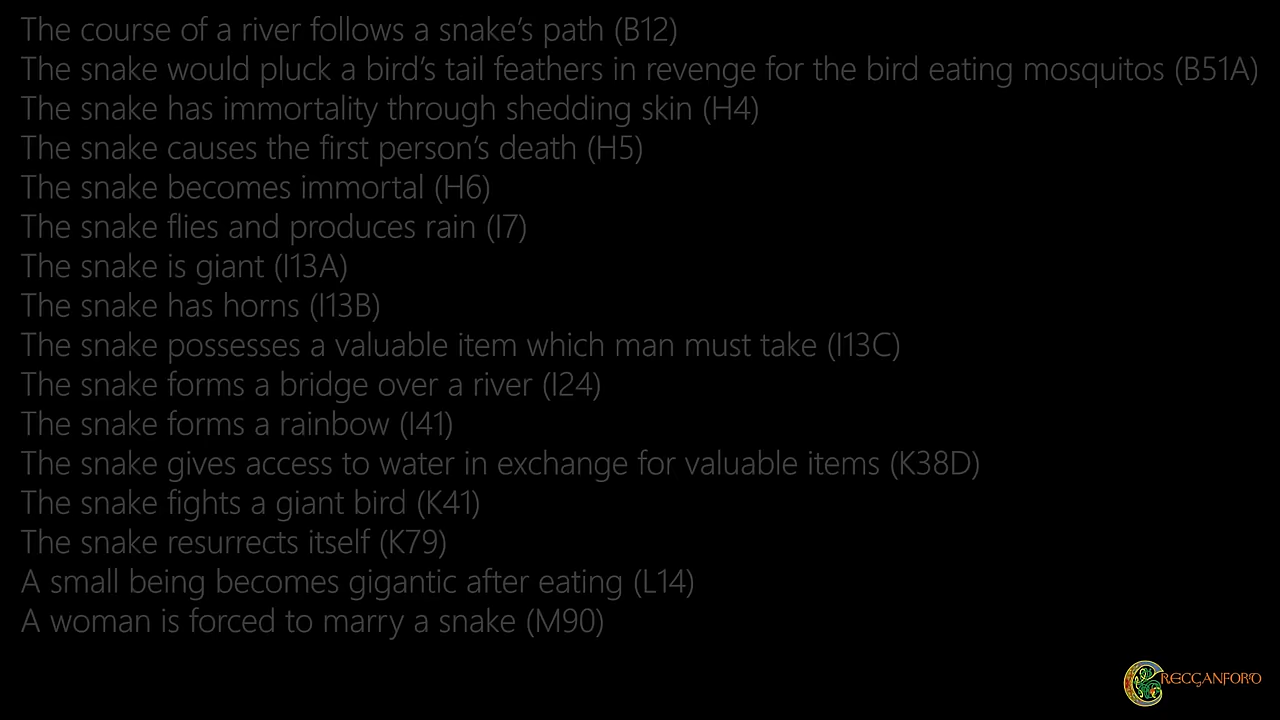 The course of a river follows a snake's path (B12)
The snake would pluck a bird's tail feathers in revenge for the bird eating mosquitos (B51A)
The snake has immortality through shedding skin (H4)
The snake causes the first person's death (H5)
The snake becomes immortal (H6)
The snake flies and produces rain (I7)
The snake is giant (I13A)
The snake has horns (I13B)
The snake possesses a valuable item which man must take (I13C)
The snake forms a bridge over a river (I24)
The snake forms a rainbow (I41)
The snake gives access to water in exchange for valuable items (K38D)
The snake fights a giant bird (K41)
The snake resurrects itself (K79)
A small being becomes gigantic after eating (L14)
A woman is forced to marry a snake (M90)
CRECGANFORD